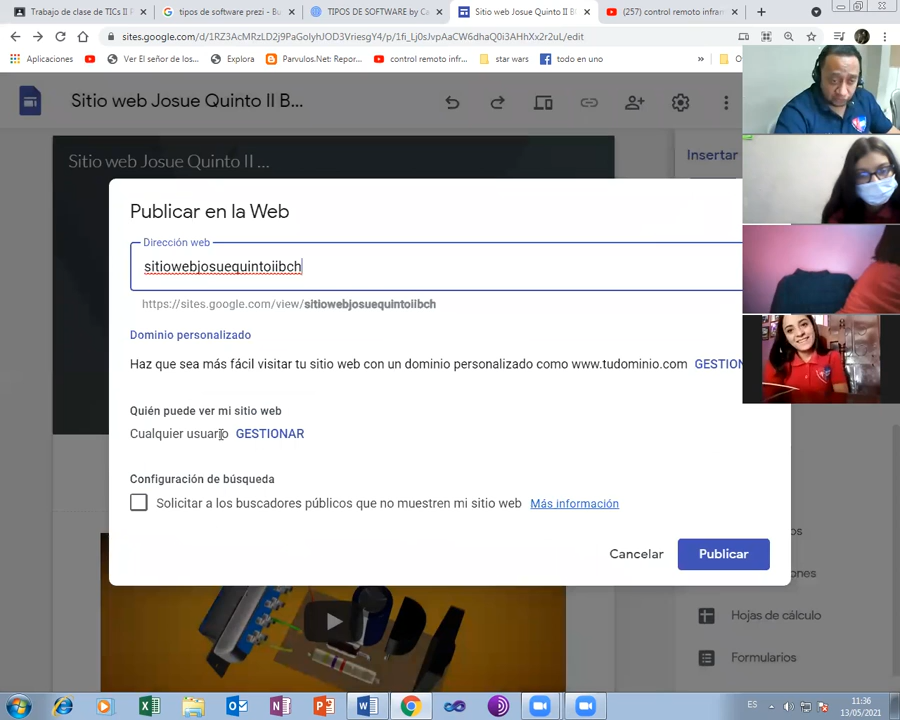 Trabajo de clase de TICs II F
tipos de software prezi - Bu
TIPOS DE SOFTWARE by Ca
Sitio web Josue Quinto II B
(257) control remoto infram
sites.google.com/d/1RZ3AcMRzLD2j9PaGolyhJOD3VriesgY4/p/1fi_Lj0sJvpAaCW6dhaQ0i3AHhXx2r2uL/edit
Aplicaciones
Ver El señor de los...
Explora
Parvulos.Net: Repor...
control remoto infr...
star wars
todo en uno
»
Sitio web Josue Quinto II B...
Sitio web Josue Quinto II ...
Insertar
Publicar en la Web
Dirección web
sitiowebjosuequintoiibch
https://sites.google.com/view/sitiowebjosuequintoiibch
Dominio personalizado
Haz que sea más fácil visitar tu sitio web con un dominio personalizado como www.tudominio.com GESTION
Quién puede ver mi sitio web
Cualquier usuario GESTIONAR
Configuración de búsqueda
Solicitar a los buscadores públicos que no muestren mi sitio web Más información
Cancelar
Publicar
os
ones
Hojas de cálculo
Formularios
ES
11:36
13/05/2021